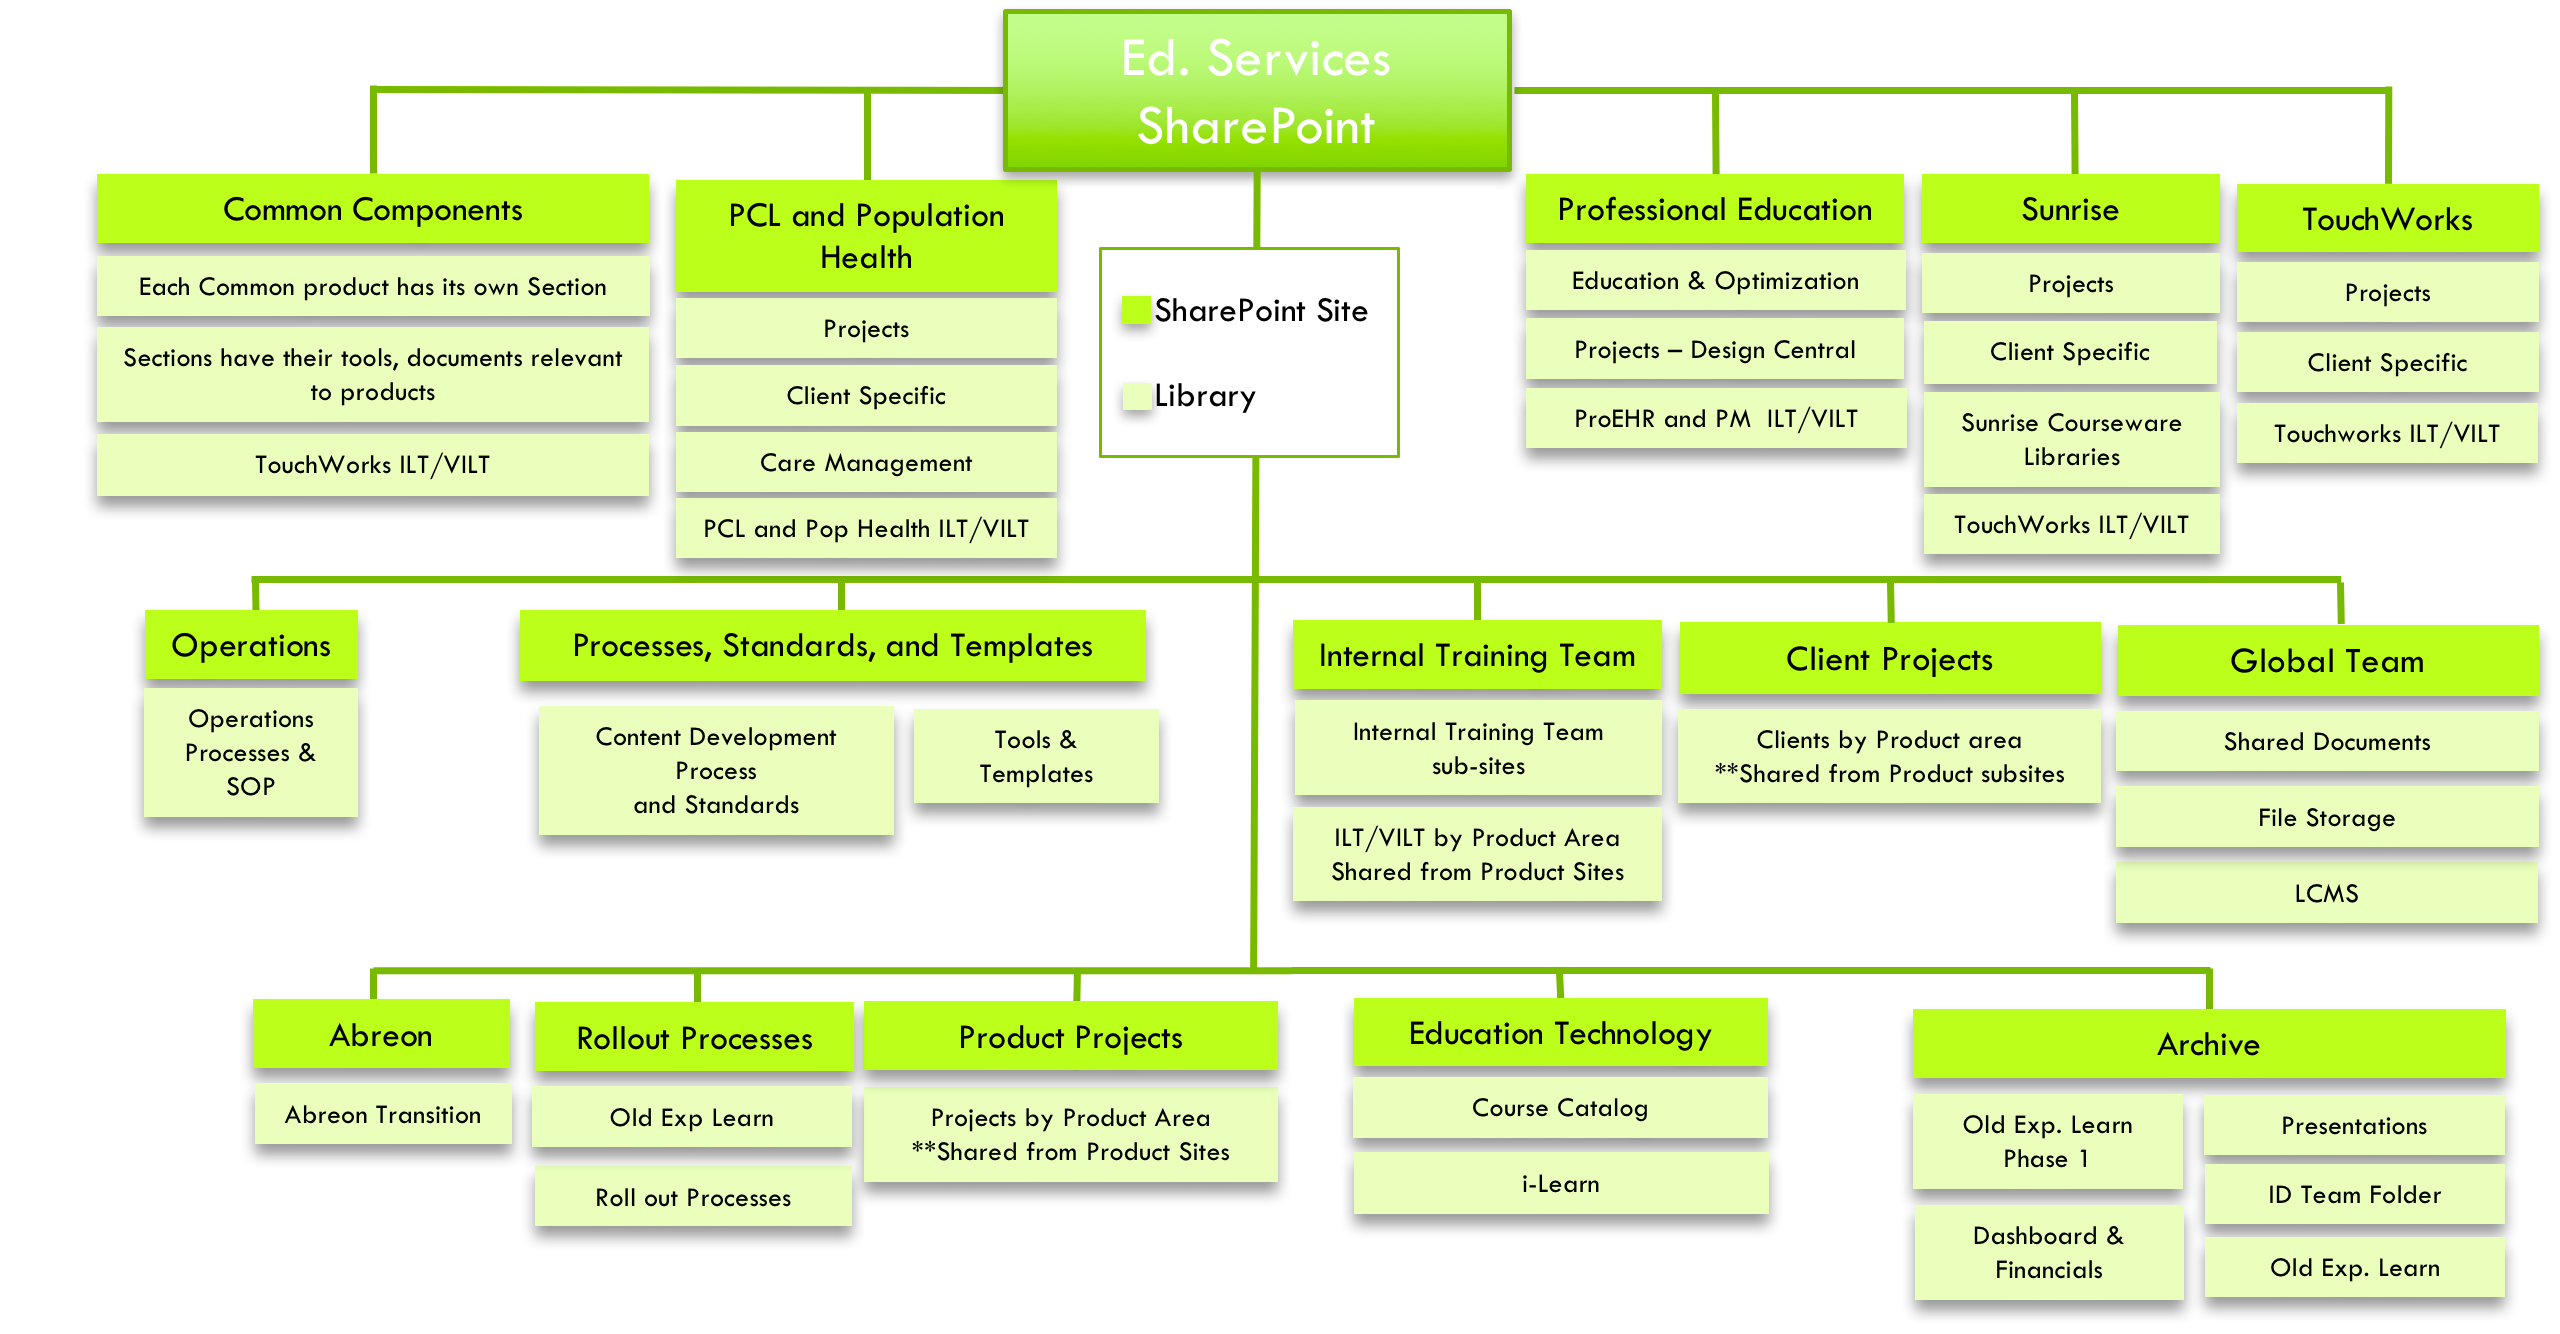 Ed. Services
SharePoint
Common Components
Each Common product has its own Section
Sections have their tools, documents relevant
to products
TouchWorks ILT/VILT
PCL and Population
Health
Projects
Client Specific
Care Management
PCL and Pop Health ILT/VILT
SharePoint Site
Library
Professional Education
Education & Optimization
Projects – Design Central
ProEHR and PM  ILT/VILT
Sunrise
Projects
Client Specific
Sunrise Courseware
Libraries
TouchWorks ILT/VILT
TouchWorks
Projects
Client Specific
Touchworks ILT/VILT
Operations
Operations
Processes &
SOP
Processes, Standards, and Templates
Content Development
Process
and Standards
Tools &
Templates
Internal Training Team
Internal Training Team
sub-sites
ILT/VILT by Product Area
Shared from Product Sites
Client Projects
Clients by Product area
**Shared from Product subsites
Global Team
Shared Documents
File Storage
LCMS
Abreon
Abreon Transition
Rollout Processes
Old Exp Learn
Roll out Processes
Product Projects
Projects by Product Area
**Shared from Product Sites
Education Technology
Course Catalog
i-Learn
Archive
Old Exp. Learn
Phase 1
Dashboard &
Financials
Presentations
ID Team Folder
Old Exp. Learn